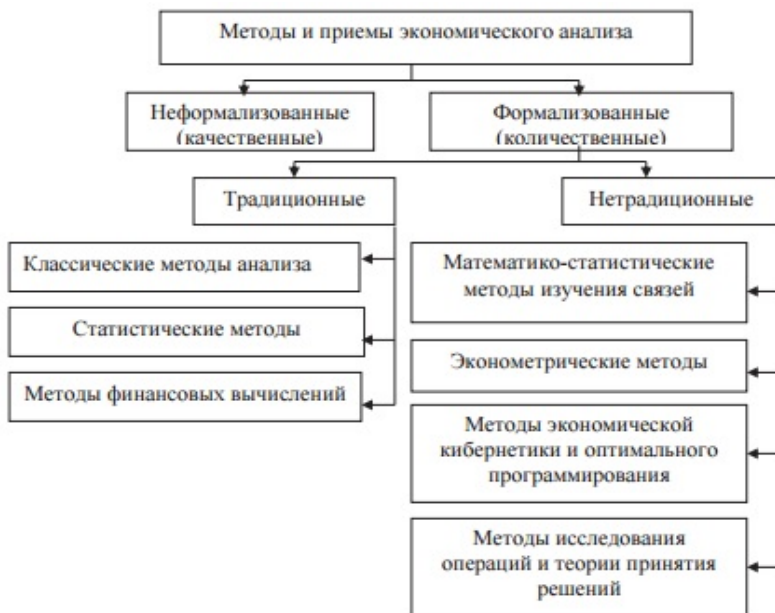 Методы и приемы экономического анализа
Неформализованные
(качественные)
Формализованные
(количественные)
Традиционные
Нетрадиционные
Классические методы анализа
Статистические методы
Методы финансовых вычислений
Математико-статистические
методы изучения связей
Эконометрические методы
Методы экономической
кибернетики и оптимального
программирования
Методы исследования
операций и теории принятия
решений